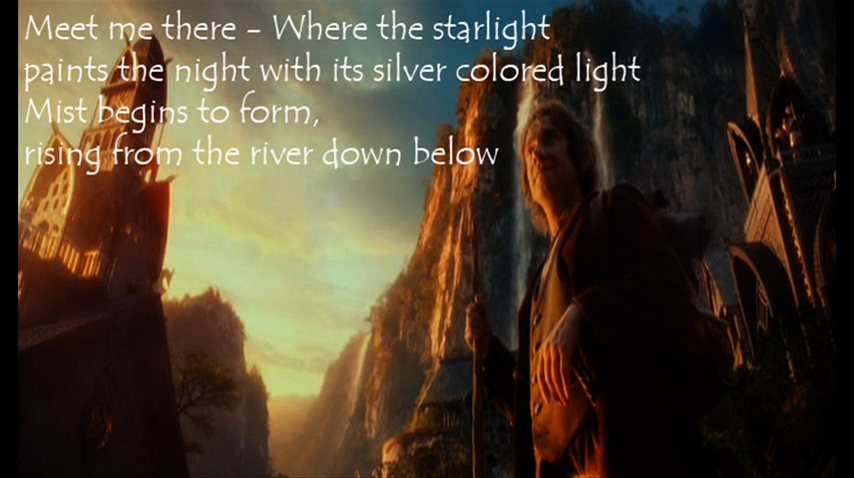 Meet me there - Where the starlight
paints the night with its silver colored light
Mist begins to form,
rising from the river down below